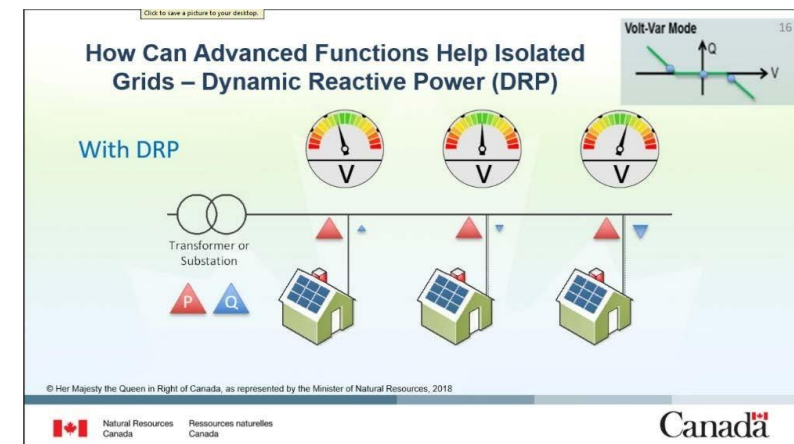 Click to save a picture to your desktop.
Volt-Var Mode
16
Q
V
How Can Advanced Functions Help Isolated
Grids – Dynamic Reactive Power (DRP)
With DRP
V
V
V
Transformer or
Substation
P
Q
© Her Majesty the Queen in Right of Canada, as represented by the Minister of Natural Resources, 2018
Natural Resources
Canada
Ressources naturelles
Canada
Canada